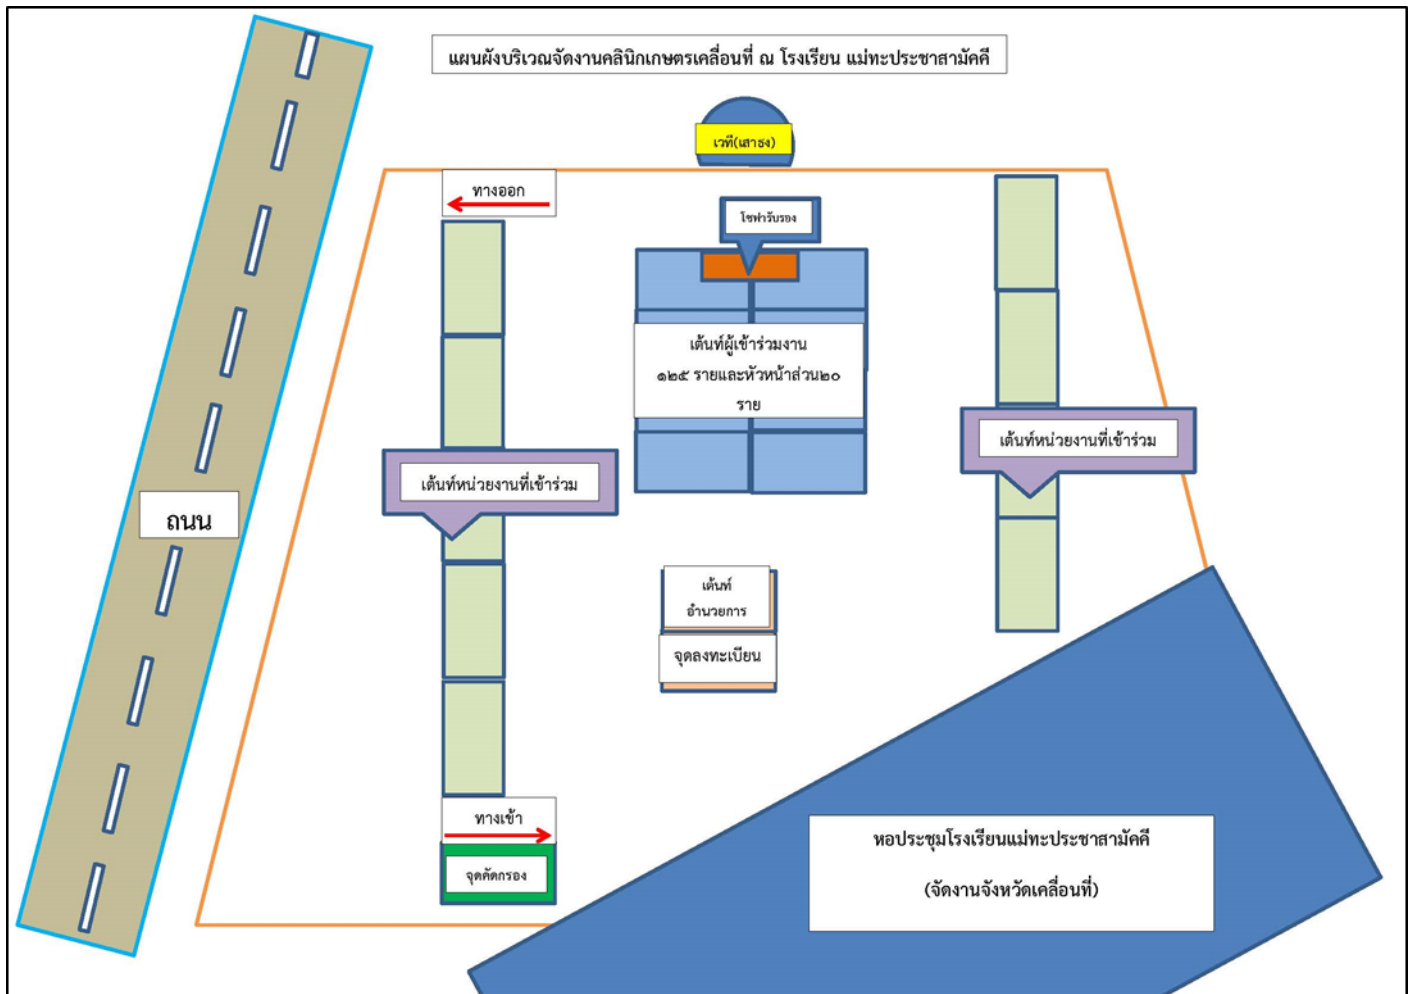 แผนผังบริเวณจัดงานคลินิกเกษตรเคลื่อนที่ ณ โรงเรียน แม่ทะประชาสามัคคี
เวที(เสาธง)
ทางออก
โซฟารับรอง
เต้นท์ผู้เข้าร่วมงาน
๑๒๕ รายและหัวหน้าส่วน๒๐
ราย
เต้นท์หน่วยงานที่เข้าร่วม
เต้นท์หน่วยงานที่เข้าร่วม
ถนน
เต้นท์
อำนวยการ
จุดลงทะเบียน
ทางเข้า
จุดคัดกรอง
หอประชุมโรงเรียนแม่ทะประชาสามัคคี
(จัดงานจังหวัดเคลื่อนที่)